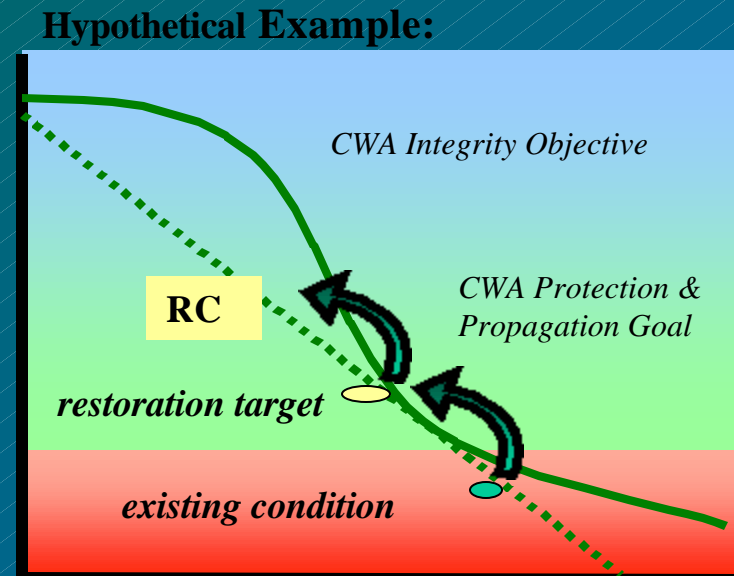 Hypothetical Example:
CWA Integrity Objective
CWA Protection &
Propagation Goal
RC
restoration target
existing condition